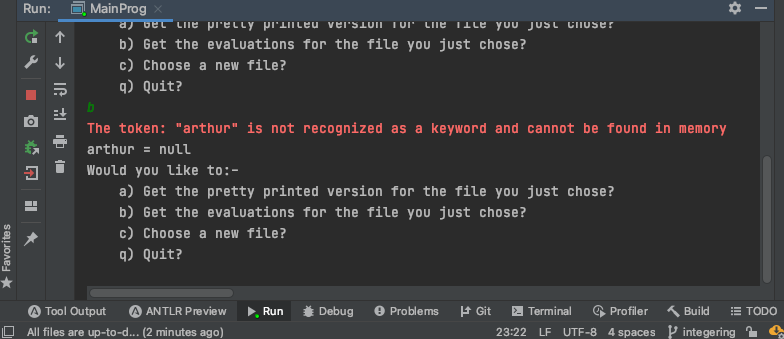 Run: MainProg
a) Get the pretty printed version for the file you just chose?
b) Get the evaluations for the file you just chose?
c) Choose a new file?
q) Quit?
b
The token: "arthur" is not recognized as a keyword and cannot be found in memory
arthur = null
Would you like to:-
a) Get the pretty printed version for the file you just chose?
b) Get the evaluations for the file you just chose?
c) Choose a new file?
q) Quit?
Favorites
Tool Output ANTLR Preview Run Debug Problems Git Terminal Profiler Build TODO
All files are up-to-d... (2 minutes ago) 23:22 LF UTF-8 4 spaces integering